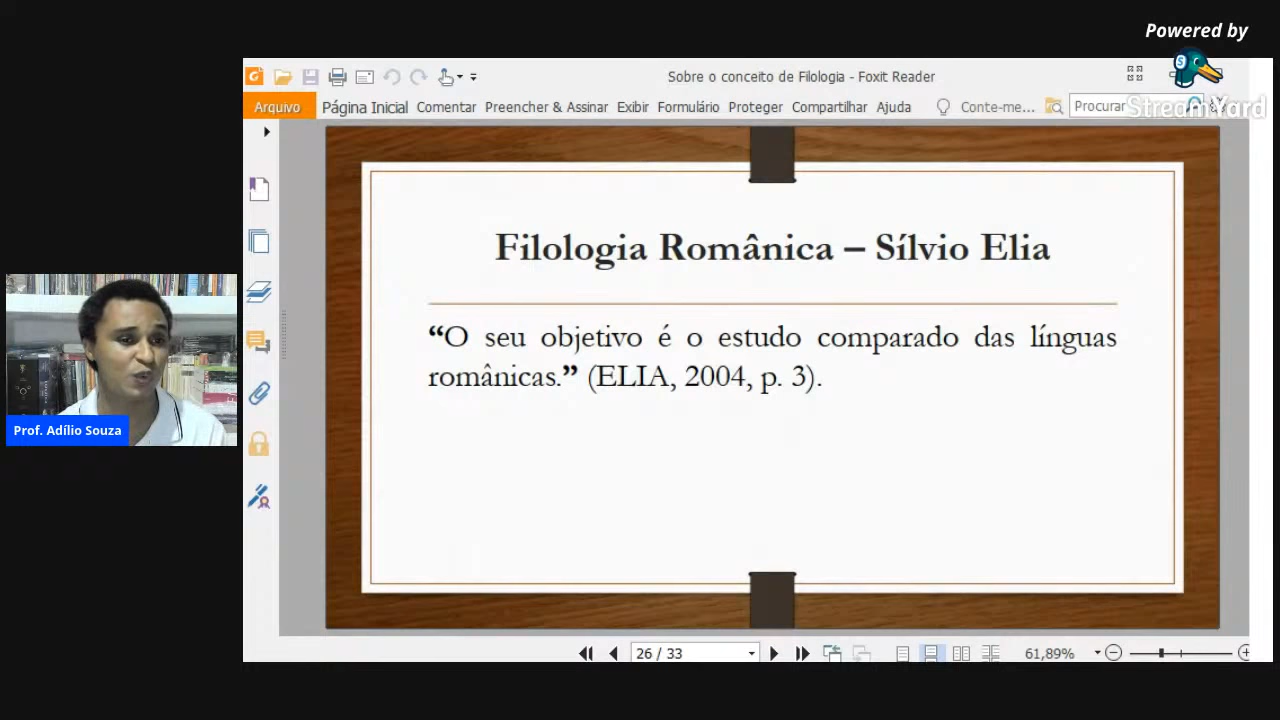 Powered by
StreamYard
Sobre o conceito de Filologia - Foxit Reader
Arquivo Página Inicial Comentar Preencher & Assinar Exibir Formulário Proteger Compartilhar Ajuda Conte-me... Procurar
Filologia Românica – Sílvio Elia
“O seu objetivo é o estudo comparado das línguas
românicas.” (ELIA, 2004, p. 3).
Prof. Adílio Souza
26 / 33
61,89%